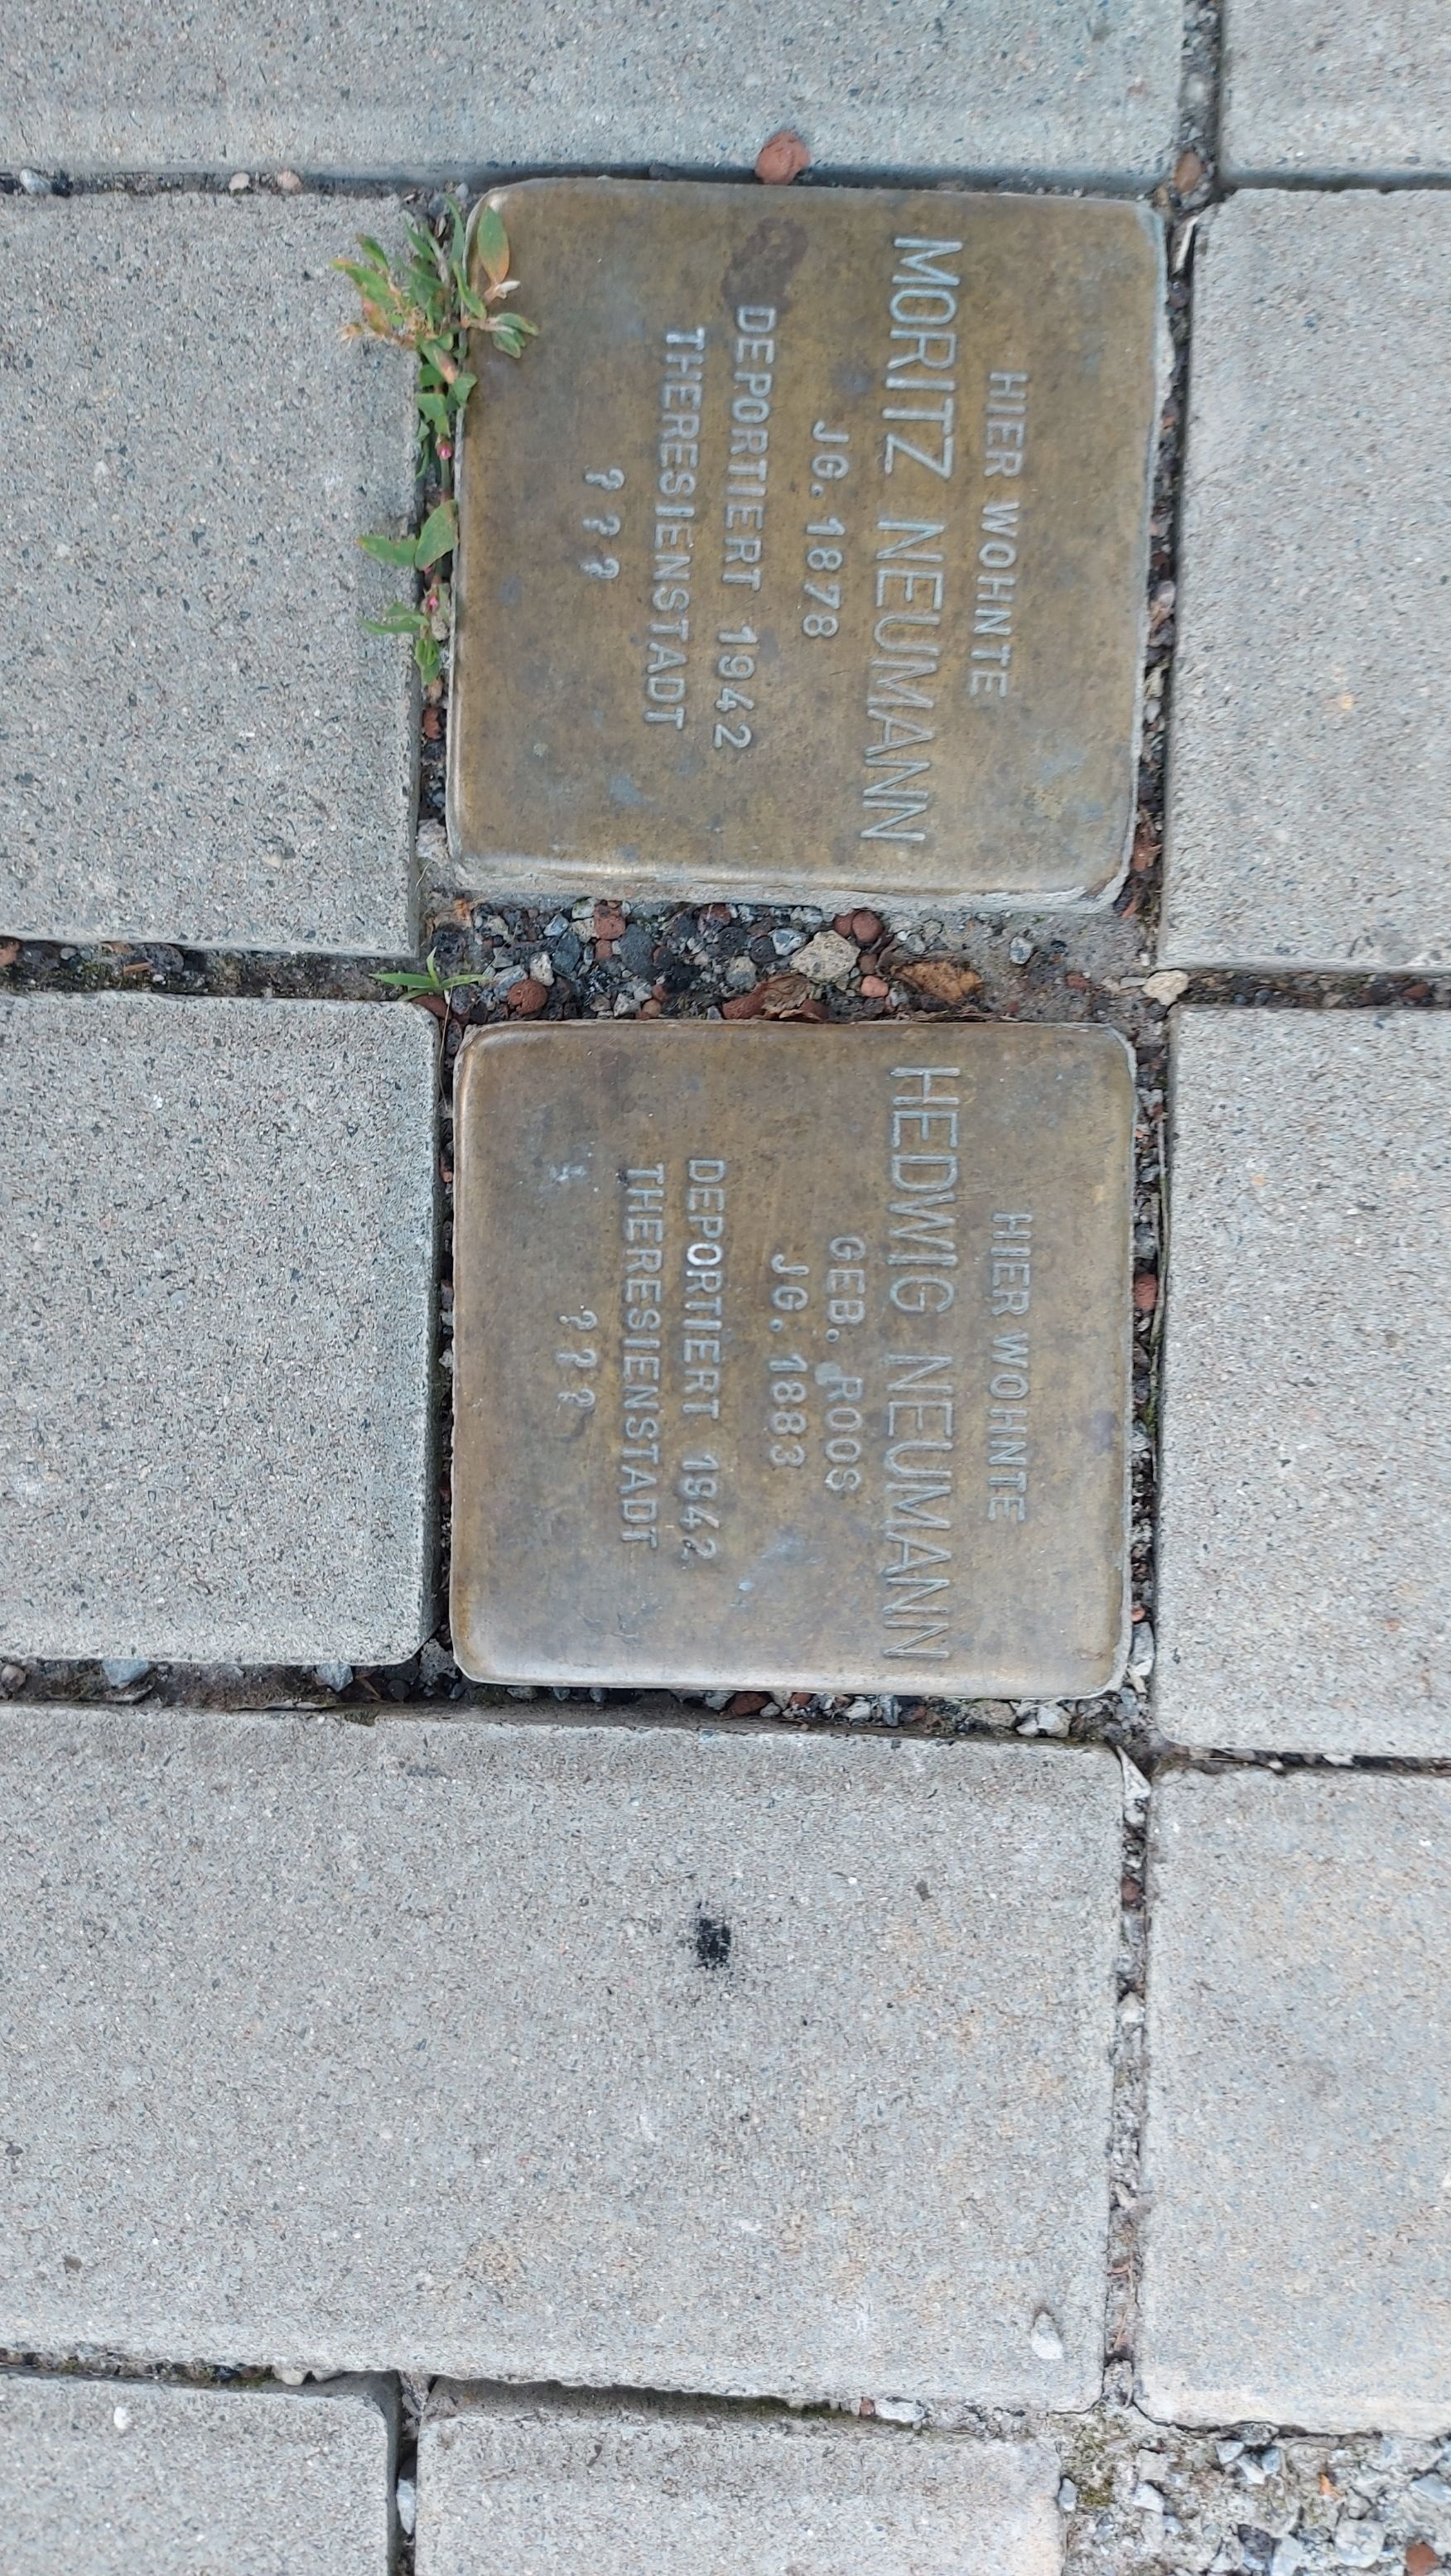 HIER WOHNTE
MORITZ NEUMANN
JG. 1878
DEPORTIERT 1942
THERESIENSTADT
???
HIER WOHNTE
HEDWIG NEUMANN
GEB. ROOS
JG. 1883
DEPORTIERT 1942
THERESIENSTADT
???